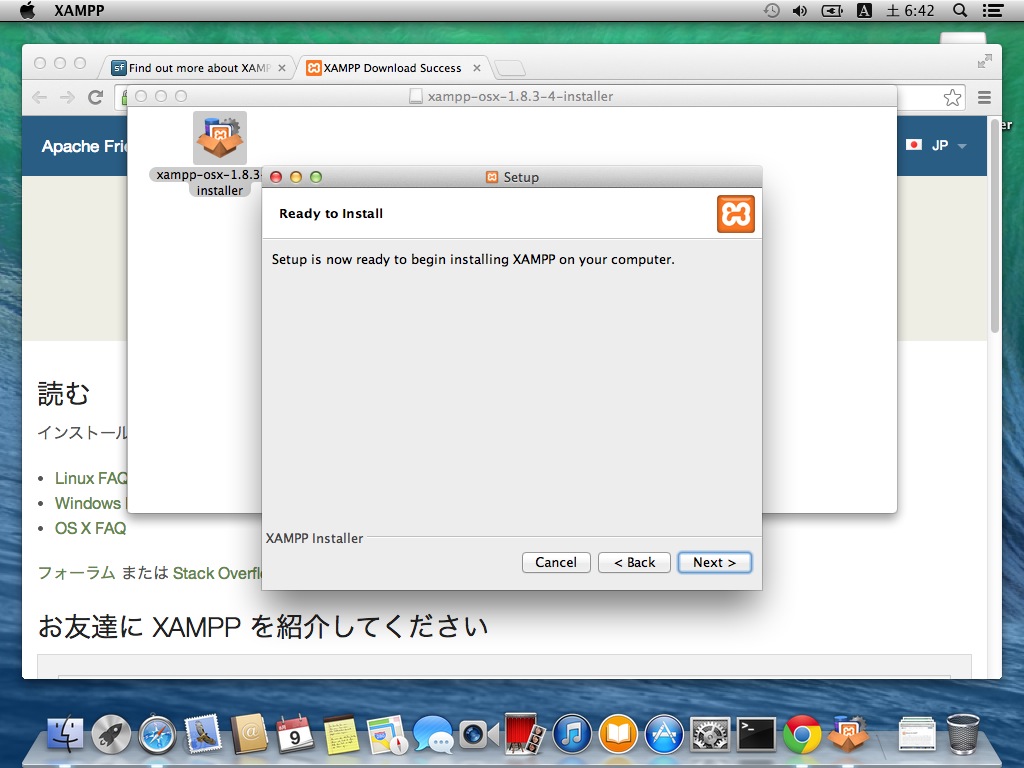 XAMPP
A
土 6:42
sf Find out more about XAM
XAMPP Download Success
xampp-osx-1.8.3-4-installer
Apache Frie
JP
xampp-osx-1.8.3-
installer
Setup
Ready to Install
Setup is now ready to begin installing XAMPP on your computer.
読む
インストール
Linux FAQ
Windows
OS X FAQ
XAMPP Installer
Cancel
< Back
Next >
フォーラム または Stack Overfl
お友達に XAMPP を紹介してください
9